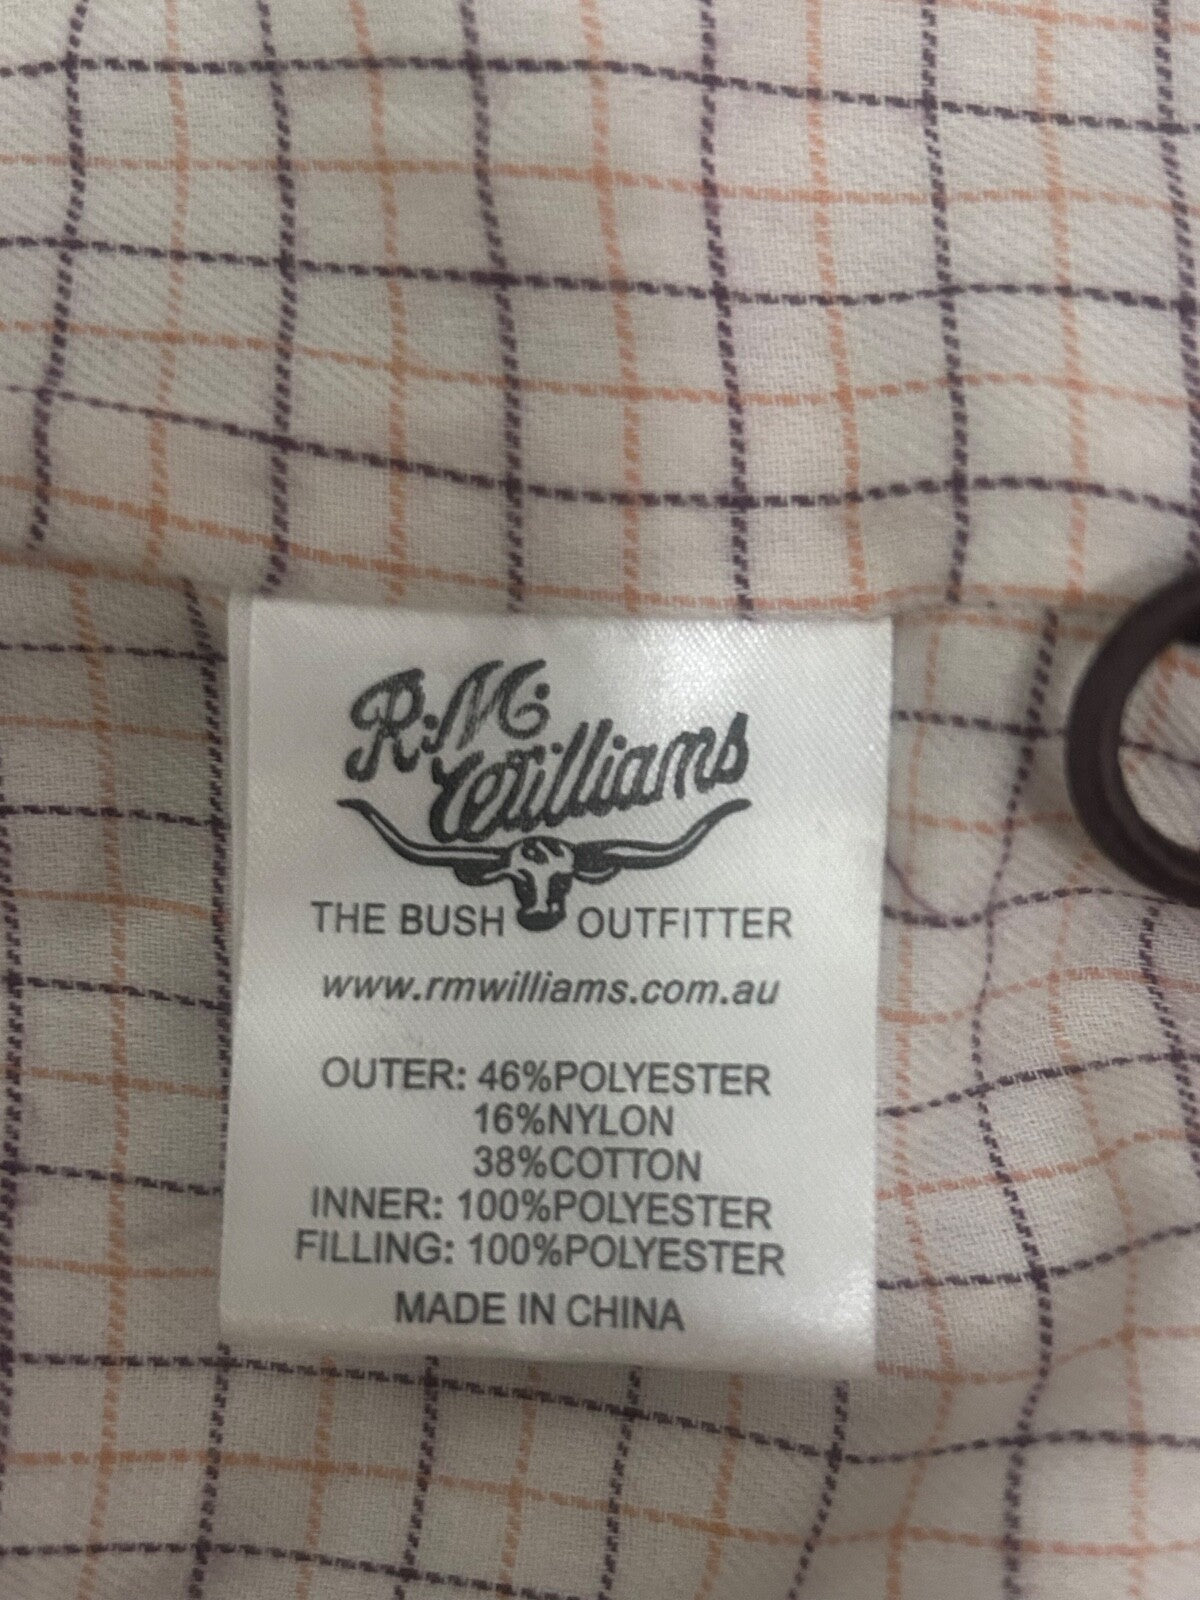 R.M.
Williams
THE BUSH OUTFITTER
www.rmwilliams.com.au
OUTER: 46%POLYESTER
16%NYLON
38%COTTON
INNER: 100%POLYESTER
FILLING: 100%POLYESTER
MADE IN CHINA